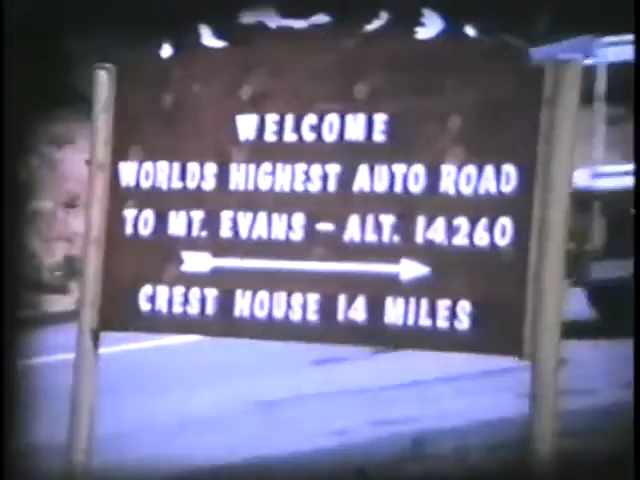 WELCOME
WORLDS HIGHEST AUTO ROAD
TO MT. EVANS – ALT. 14260
CREST HOUSE 14 MILES